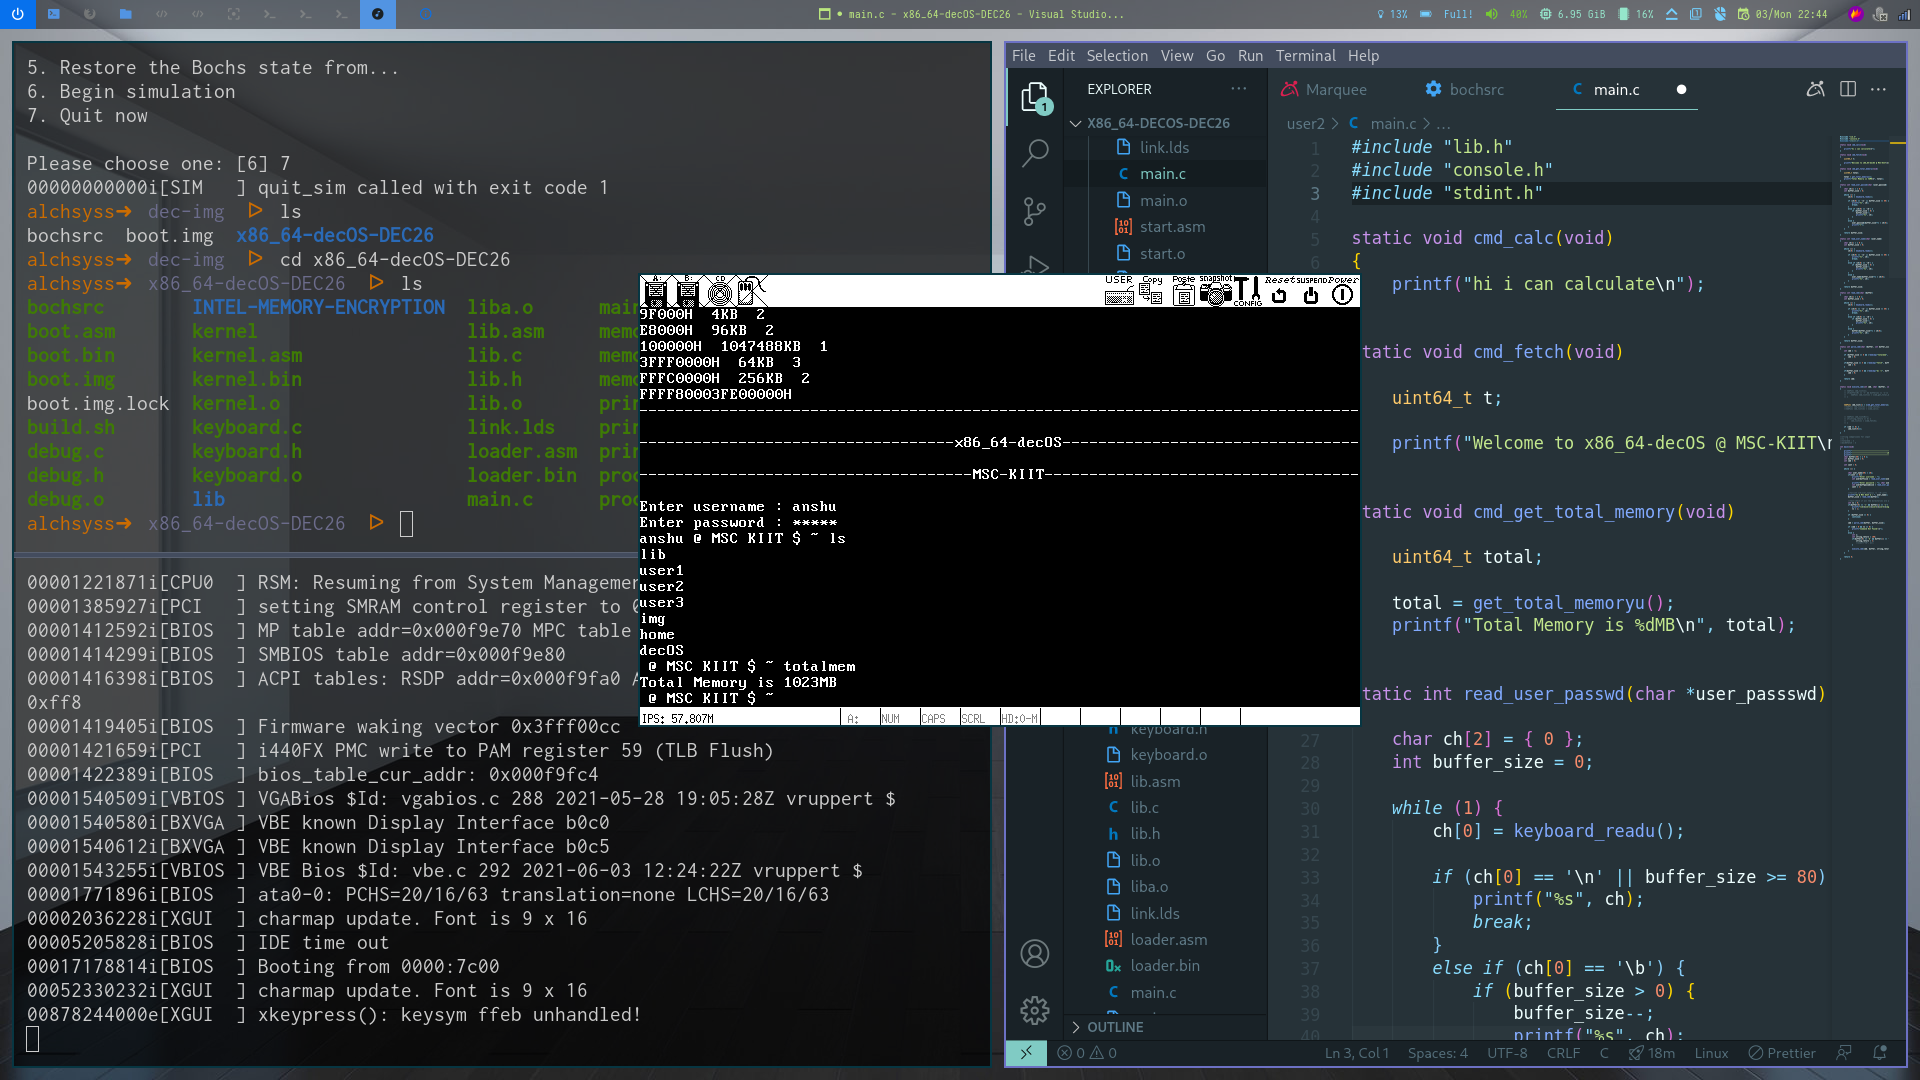 ● main.c - x86_64-decOS-DEC26 - Visual Studio...
13% Full! 40% 6.95 GiB 16% 03/Mon 22:44
5. Restore the Bochs state from...
6. Begin simulation
7. Quit now
Please choose one: [6] 7
00000000000i[SIM   ] quit_sim called with exit code 1
alchsyss➜ dec-img ▷ ls
bochsrc  boot.img  x86_64-decOS-DEC26
alchsyss➜ dec-img ▷ cd x86_64-decOS-DEC26
alchsyss➜ x86_64-decOS-DEC26 ▷ ls
bochsrc INTEL-MEMORY-ENCRYPTION liba.o
boot.asm kernel lib.asm
boot.bin kernel.asm lib.c
boot.img kernel.bin lib.h
boot.img.lock kernel.o lib.o
build.sh keyboard.c link.lds
debug.c keyboard.h loader.asm
debug.h keyboard.o loader.bin
debug.o lib main.c
alchsyss➜ x86_64-decOS-DEC26 ▷
00001221871i[CPU0  ] RSM: Resuming from System
00001385927i[PCI   ] setting SMRAM control register to
00001412592i[BIOS  ] MP table addr=0x000f9e70 MPC table
00001414299i[BIOS  ] SMBIOS table addr=0x000f9e80
00001416398i[BIOS  ] ACPI tables: RSDP addr=0x000f9fa0
0xff8
00001419405i[BIOS  ] Firmware waking vector 0x3fff00cc
00001421659i[PCI   ] i440FX PMC write to PAM register 59 (TLB Flush)
00001422389i[BIOS  ] bios_table_cur_addr: 0x000f9fc4
00001540509i[VBIOS ] VGABios $Id: vgabios.c 288 2021-05-28 19:05:28Z vruppert $
00001540580i[BXVGA ] VBE known Display Interface b0c0
00001540612i[BXVGA ] VBE known Display Interface b0c5
00001543255i[VBIOS ] VBE Bios $Id: vbe.c 292 2021-06-03 12:24:22Z vruppert $
00001771896i[BIOS  ] ata0-0: PCHS=20/16/63 translation=none LCHS=20/16/63
00002036228i[XGUI  ] charmap update. Font is 9 x 16
00005205828i[BIOS  ] IDE time out
00017178814i[BIOS  ] Booting from 0000:7c00
00052330232i[XGUI  ] charmap update. Font is 9 x 16
00878244000e[XGUI  ] xkeypress(): keysym ffeb unhandled!
A: B: CD USER Copy Paste snapshot CONFIG Reset SUSPEND Power
9F000H  4KB  2
E8000H  96KB  2
100000H  1047488KB  1
3FFF0000H  64KB  3
FFFC0000H  256KB  2
FFFF80003FE00000H
x86_64-decOS
MSC-KIIT
Enter username : anshu
Enter password : *****
anshu @ MSC KIIT $ ~ ls
lib
user1
user2
user3
img
home
decOS
@ MSC KIIT $ ~ totalmem
Total Memory is 1023MB
@ MSC KIIT $ ~
IPS: 57.807M A: NUM CAPS SCRL HD:0-M
File Edit Selection View Go Run Terminal Help
EXPLORER ...
1
X86_64-DECOS-DEC26
link.lds
main.c
main.o
start.asm
start.o
keyboard.h
keyboard.o
lib.asm
lib.c
lib.h
lib.o
liba.o
link.lds
loader.asm
loader.bin
main.c
OUTLINE
Marquee bochsrc main.c ●
user2 > C main.c > ...
1 #include "lib.h"
2 #include "console.h"
3 #include "stdint.h"
4
5 static void cmd_calc(void)
6 {
printf("hi i can calculate\n");
tatic void cmd_fetch(void)
uint64_t t;
printf("Welcome to x86_64-decOS @ MSC-KIIT\
tatic void cmd_get_total_memory(void)
uint64_t total;
total = get_total_memoryu();
printf("Total Memory is %dMB\n", total);
tatic int read_user_passwd(char *user_passswd)
27 char ch[2] = { 0 };
28 int buffer_size = 0;
29
30 while (1) {
31 ch[0] = keyboard_readu();
32
33 if (ch[0] == '\n' || buffer_size >= 80)
34 printf("%s", ch);
35 break;
36 }
37 else if (ch[0] == '\b') {
38 if (buffer_size > 0) {
39 buffer_size--;
40 printf("%s", ch);
0 0 Ln 3, Col 1 Spaces: 4 UTF-8 CRLF C 18m Linux Prettier